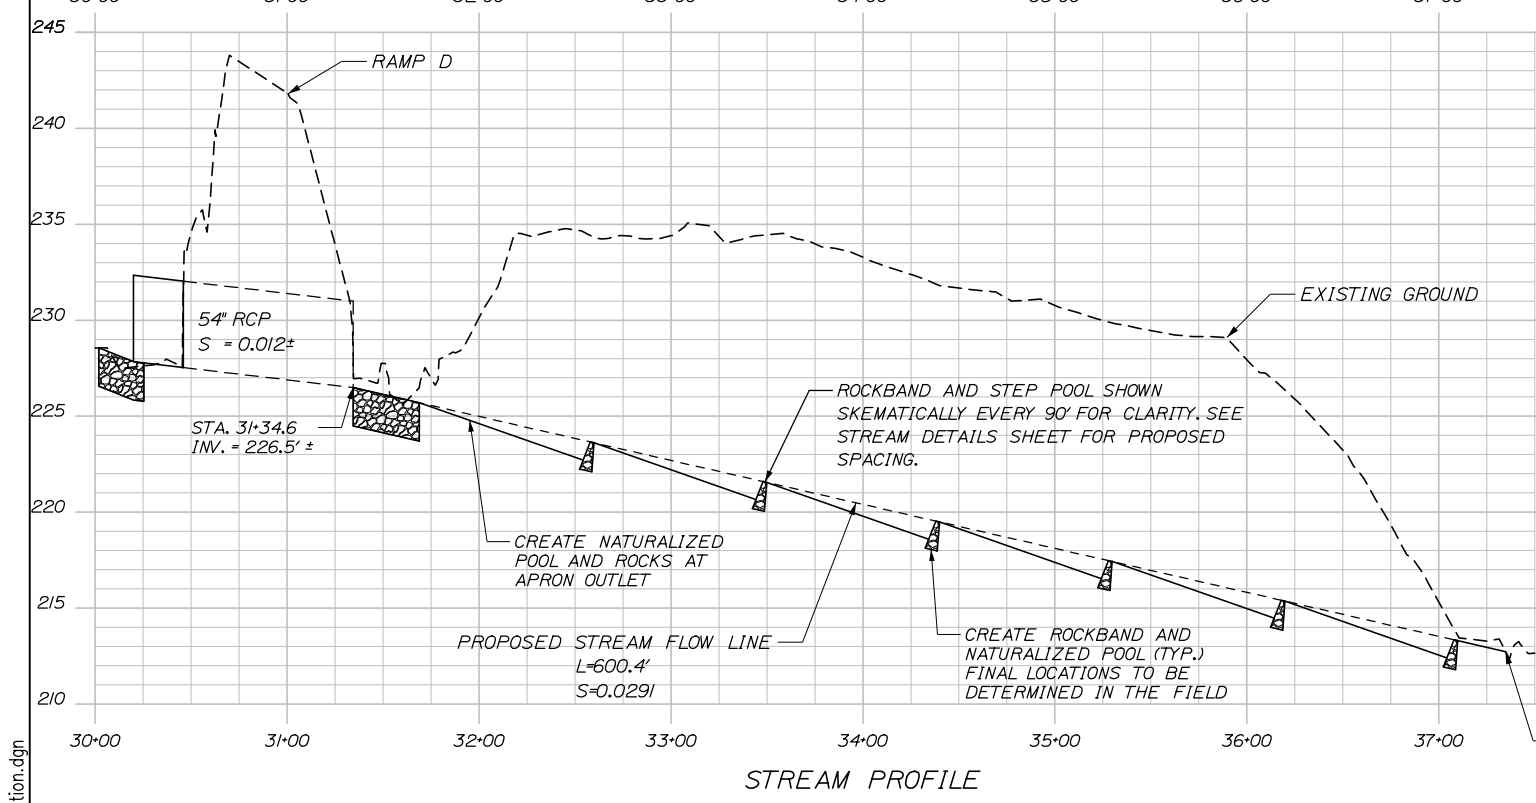 245
RAMP D
240
235
230
54" RCP
S = 0.012±
EXISTING GROUND
225
STA. 31+34.6
INV. = 226.5' ±
ROCKBAND AND STEP POOL SHOWN
SKEMATICALLY EVERY 90' FOR CLARITY. SEE
STREAM DETAILS SHEET FOR PROPOSED
SPACING.
220
CREATE NATURALIZED
POOL AND ROCKS AT
APRON OUTLET
215
PROPOSED STREAM FLOW LINE
L=600.4'
S=0.0291
CREATE ROCKBAND AND
NATURALIZED POOL (TYP.)
FINAL LOCATIONS TO BE
DETERMINED IN THE FIELD
210
30+00 31+00 32+00 33+00 34+00 35+00 36+00 37+00
STREAM PROFILE
tion.dgn